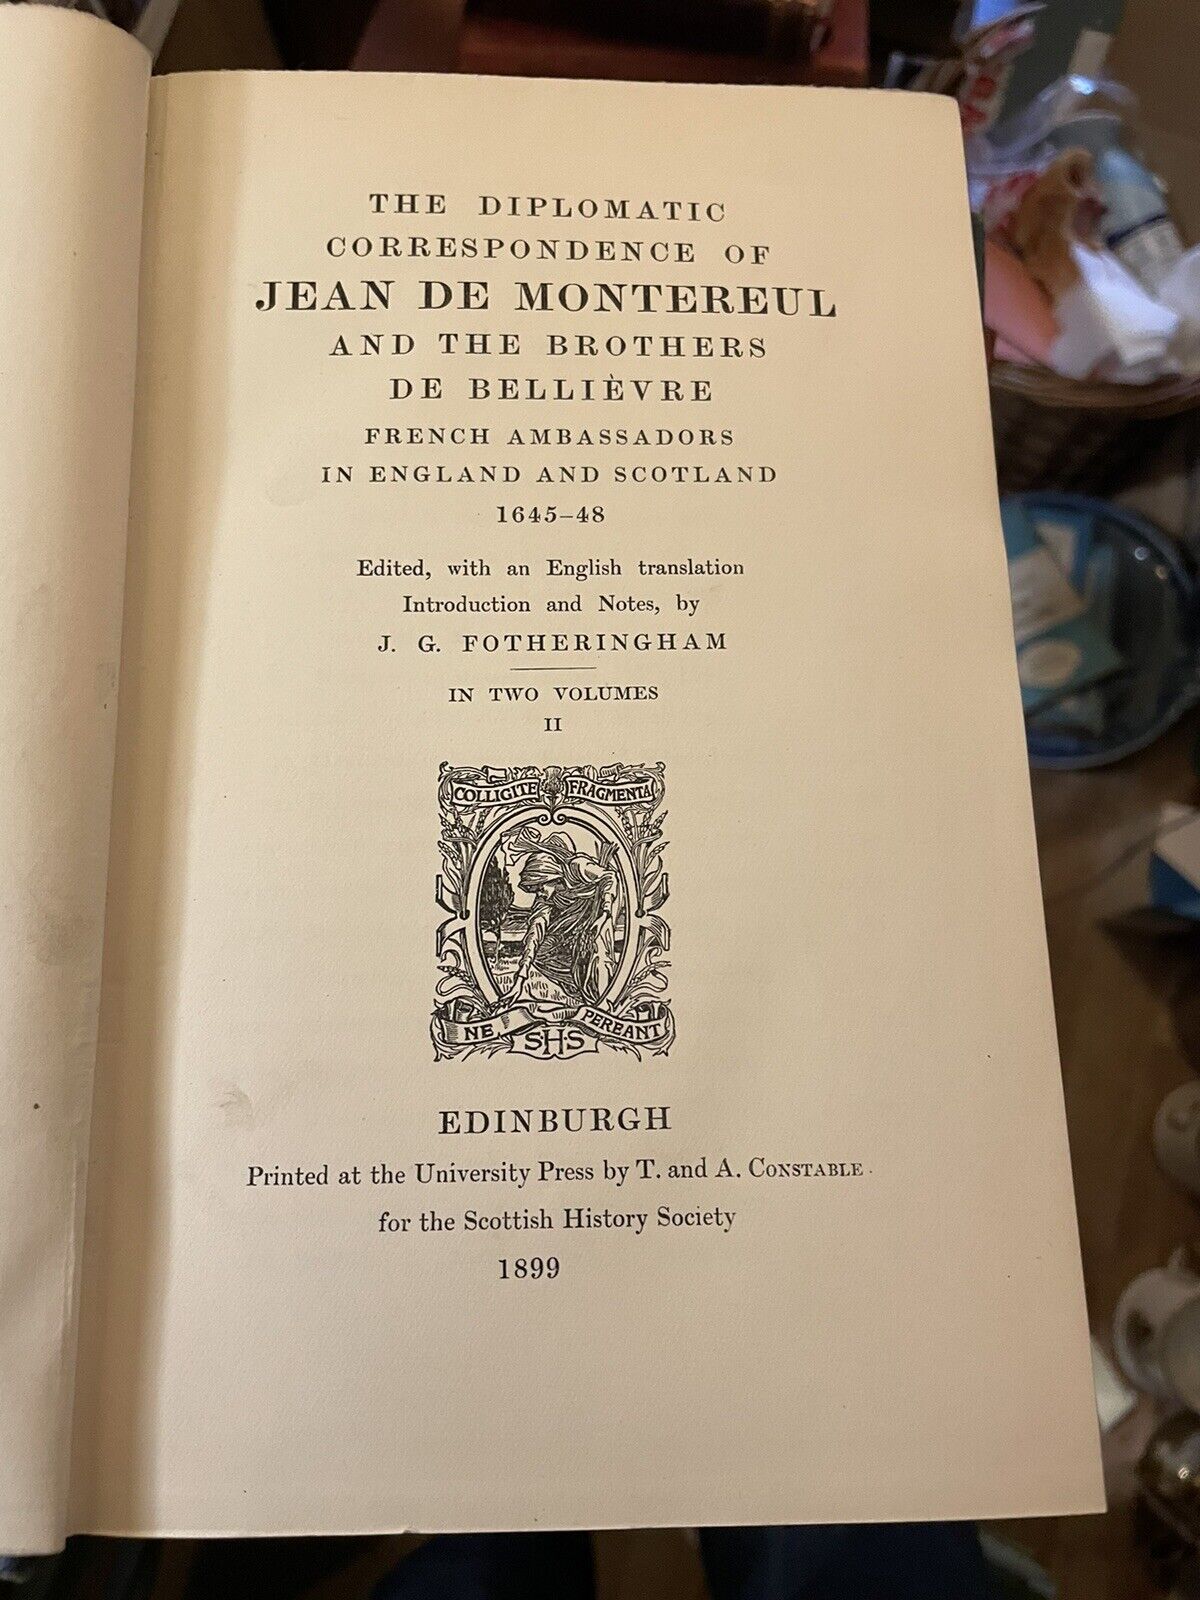 THE DIPLOMATIC
CORRESPONDENCE OF
JEAN DE MONTEREUL
AND THE BROTHERS
DE BELLIÈVRE
FRENCH AMBASSADORS
IN ENGLAND AND SCOTLAND
1645–48
Edited, with an English translation
Introduction and Notes, by
J. G. FOTHERINGHAM
IN TWO VOLUMES
II
COLLIGITE FRAGMENTA
NE PEREANT
S·H·S
EDINBURGH
Printed at the University Press by T. and A. CONSTABLE
for the Scottish History Society
1899